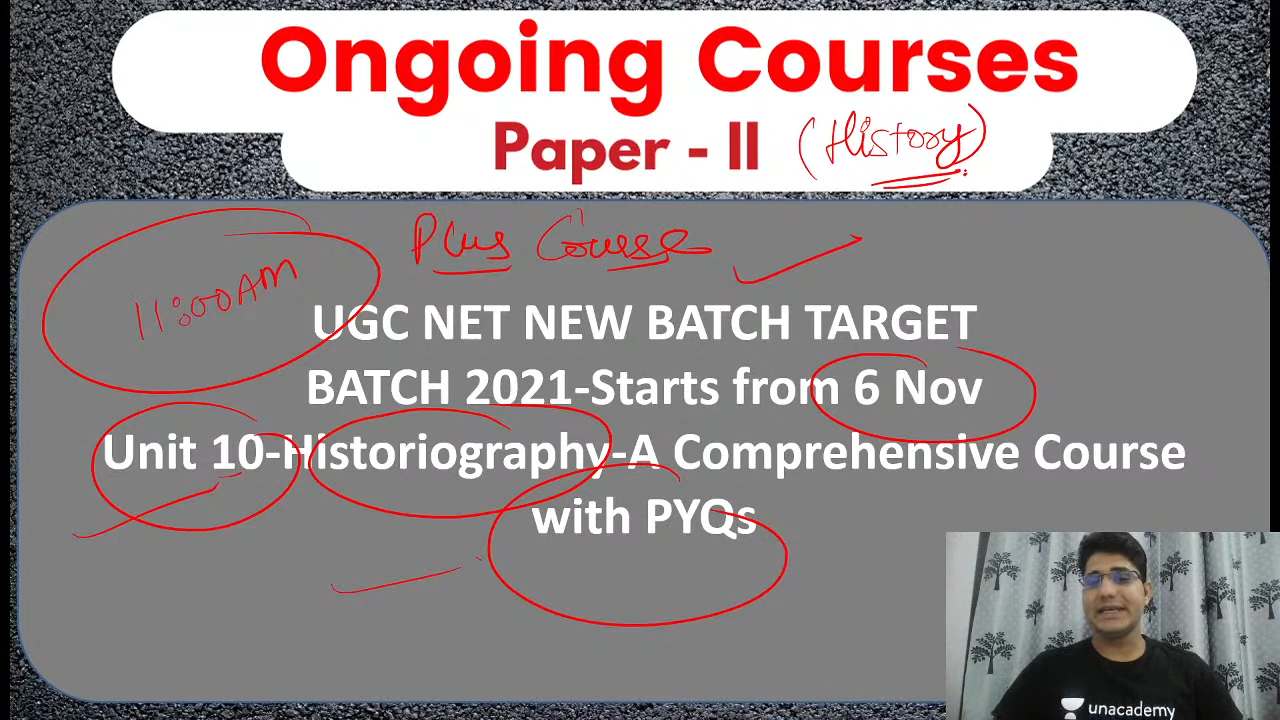 Ongoing Courses
Paper - II (History)
Plus Course
11:00AM
UGC NET NEW BATCH TARGET
BATCH 2021-Starts from 6 Nov
Unit 10-Historiography-A Comprehensive Course
with PYQs
unacademy